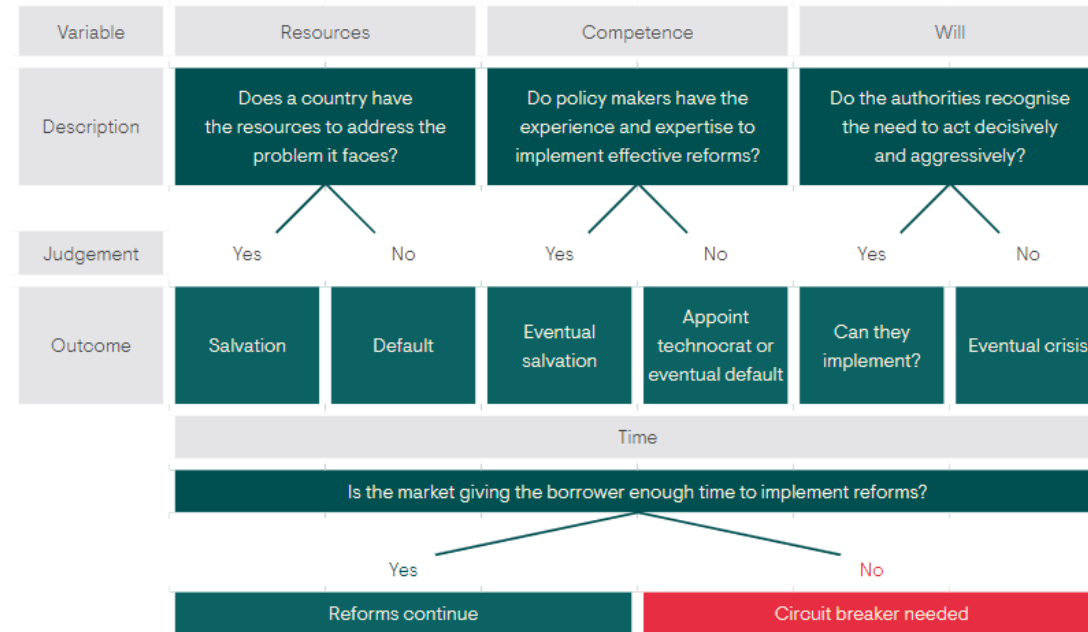 Variable
Resources
Competence
Will
Description
Does a country have
the resources to address the
problem it faces?
Do policy makers have the
experience and expertise to
implement effective reforms?
Do the authorities recognise
the need to act decisively
and aggressively?
Judgement
Yes
No
Yes
No
Yes
No
Outcome
Salvation
Default
Eventual
salvation
Appoint
technocrat or
eventual default
Can they
implement?
Eventual crisis
Time
Is the market giving the borrower enough time to implement reforms?
Yes
No
Reforms continue
Circuit breaker needed